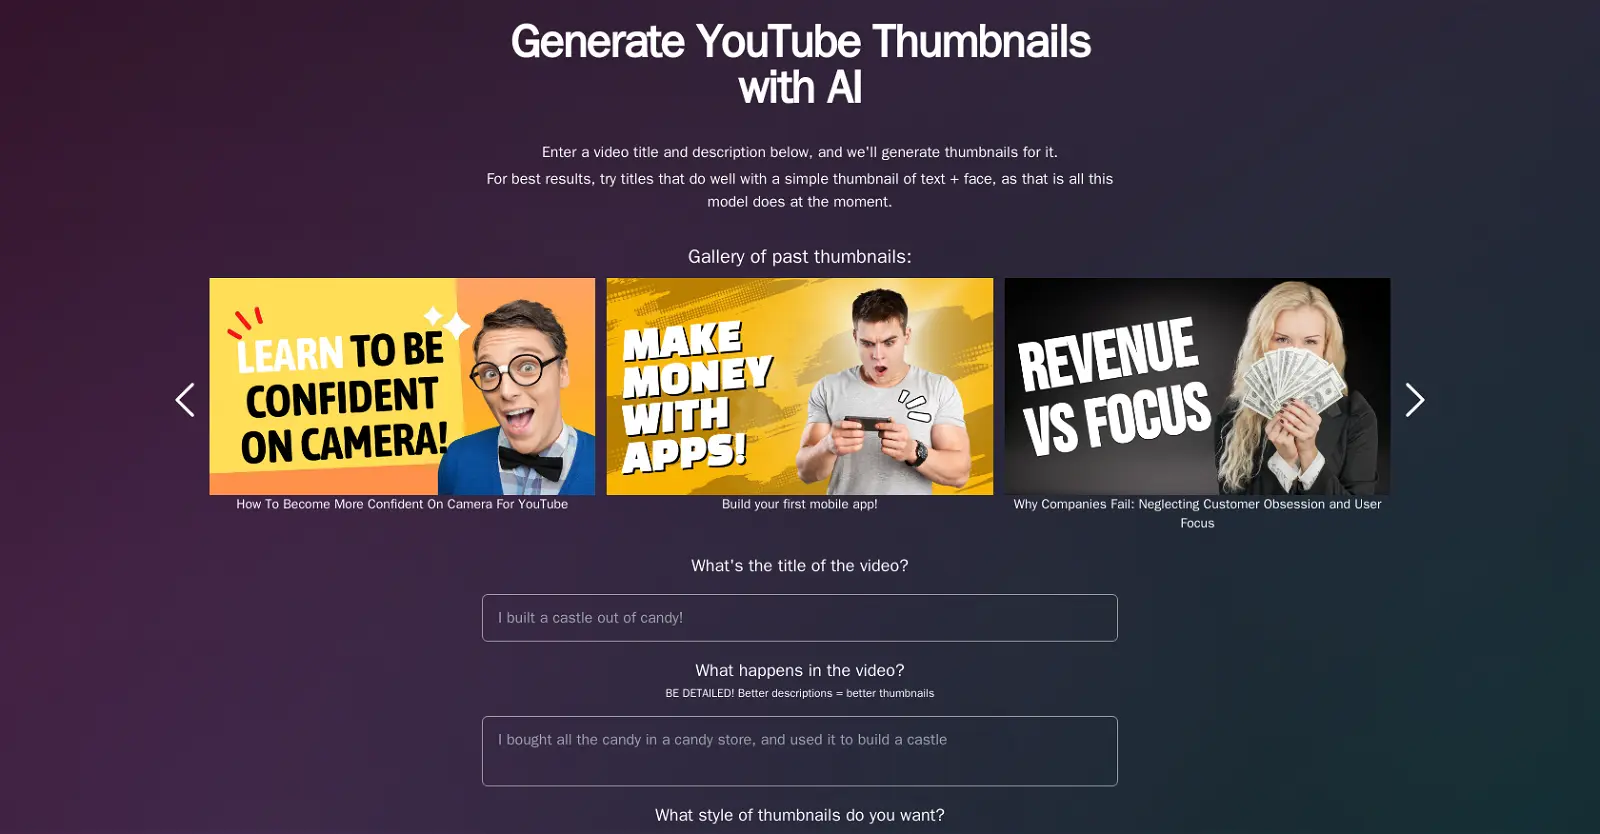 Generate YouTube Thumbnails
with AI
Enter a video title and description below, and we'll generate thumbnails for it.
For best results, try titles that do well with a simple thumbnail of text + face, as that is all this
model does at the moment.
Gallery of past thumbnails:
LEARN TO BE
CONFIDENT
ON CAMERA!
How To Become More Confident On Camera For YouTube
MAKE
MONEY
WITH
APPS!
Build your first mobile app!
REVENUE
VS FOCUS
Why Companies Fail: Neglecting Customer Obsession and User
Focus
What's the title of the video?
I built a castle out of candy!
What happens in the video?
BE DETAILED! Better descriptions = better thumbnails
I bought all the candy in a candy store, and used it to build a castle
What style of thumbnails do you want?